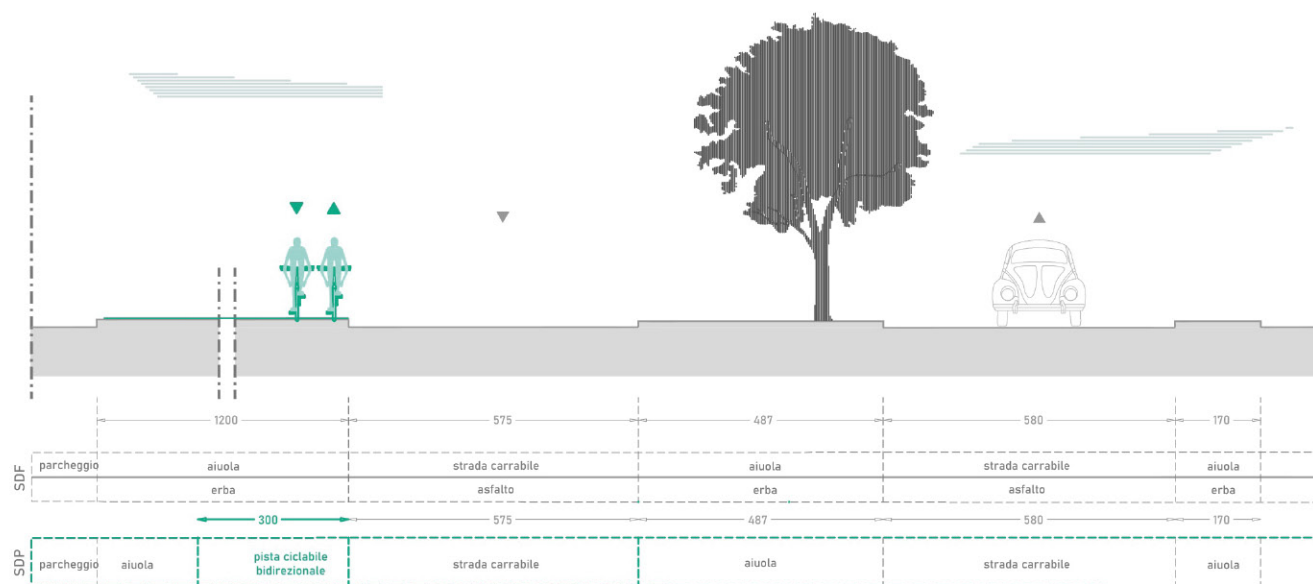 1200 575 487 580 170
SDF
parcheggio aiuola strada carrabile aiuola strada carrabile aiuola
erba asfalto erba asfalto erba
300 575 487 580 170
SDP
parcheggio aiuola pista ciclabile strada carrabile aiuola strada carrabile aiuola
bidirezionale